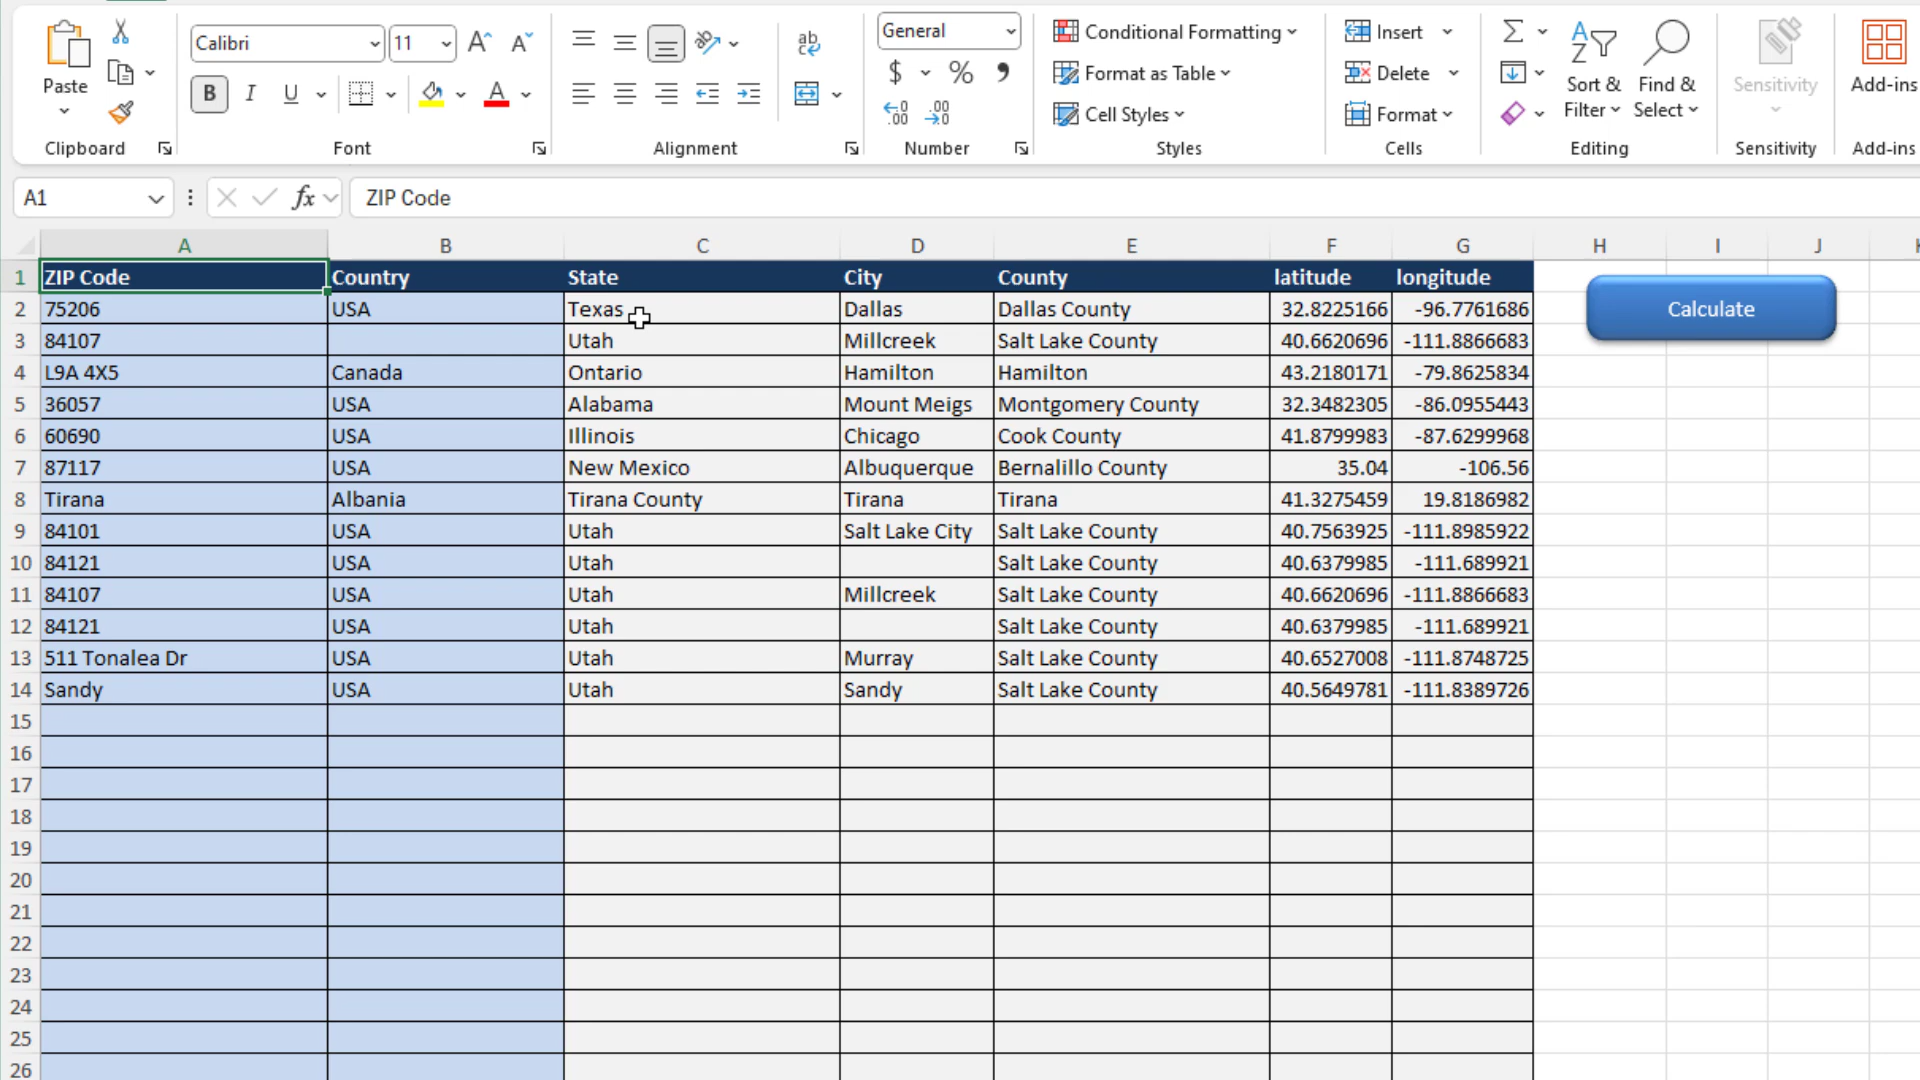 Calibri 11 General Conditional Formatting Insert
Paste B I U $ % Format as Table Delete Sort & Filter Find & Select Sensitivity Add-ins
Cell Styles Format
Clipboard Font Alignment Number Styles Cells Editing Sensitivity Add-ins
A1 fx ZIP Code
A B C D E F G H I J
1 ZIP Code Country State City County latitude longitude
2 75206 USA Texas Dallas Dallas County 32.8225166 -96.7761686 Calculate
3 84107 Utah Millcreek Salt Lake County 40.6620696 -111.8866683
4 L9A 4X5 Canada Ontario Hamilton Hamilton 43.2180171 -79.8625834
5 36057 USA Alabama Mount Meigs Montgomery County 32.3482305 -86.0955443
6 60690 USA Illinois Chicago Cook County 41.8799983 -87.6299968
7 87117 USA New Mexico Albuquerque Bernalillo County 35.04 -106.56
8 Tirana Albania Tirana County Tirana Tirana 41.3275459 19.8186982
9 84101 USA Utah Salt Lake City Salt Lake County 40.7563925 -111.8985922
10 84121 USA Utah Salt Lake County 40.6379985 -111.689921
11 84107 USA Utah Millcreek Salt Lake County 40.6620696 -111.8866683
12 84121 USA Utah Salt Lake County 40.6379985 -111.689921
13 511 Tonalea Dr USA Utah Murray Salt Lake County 40.6527008 -111.8748725
14 Sandy USA Utah Sandy Salt Lake County 40.5649781 -111.8389726
15
16
17
18
19
20
21
22
23
24
25
26